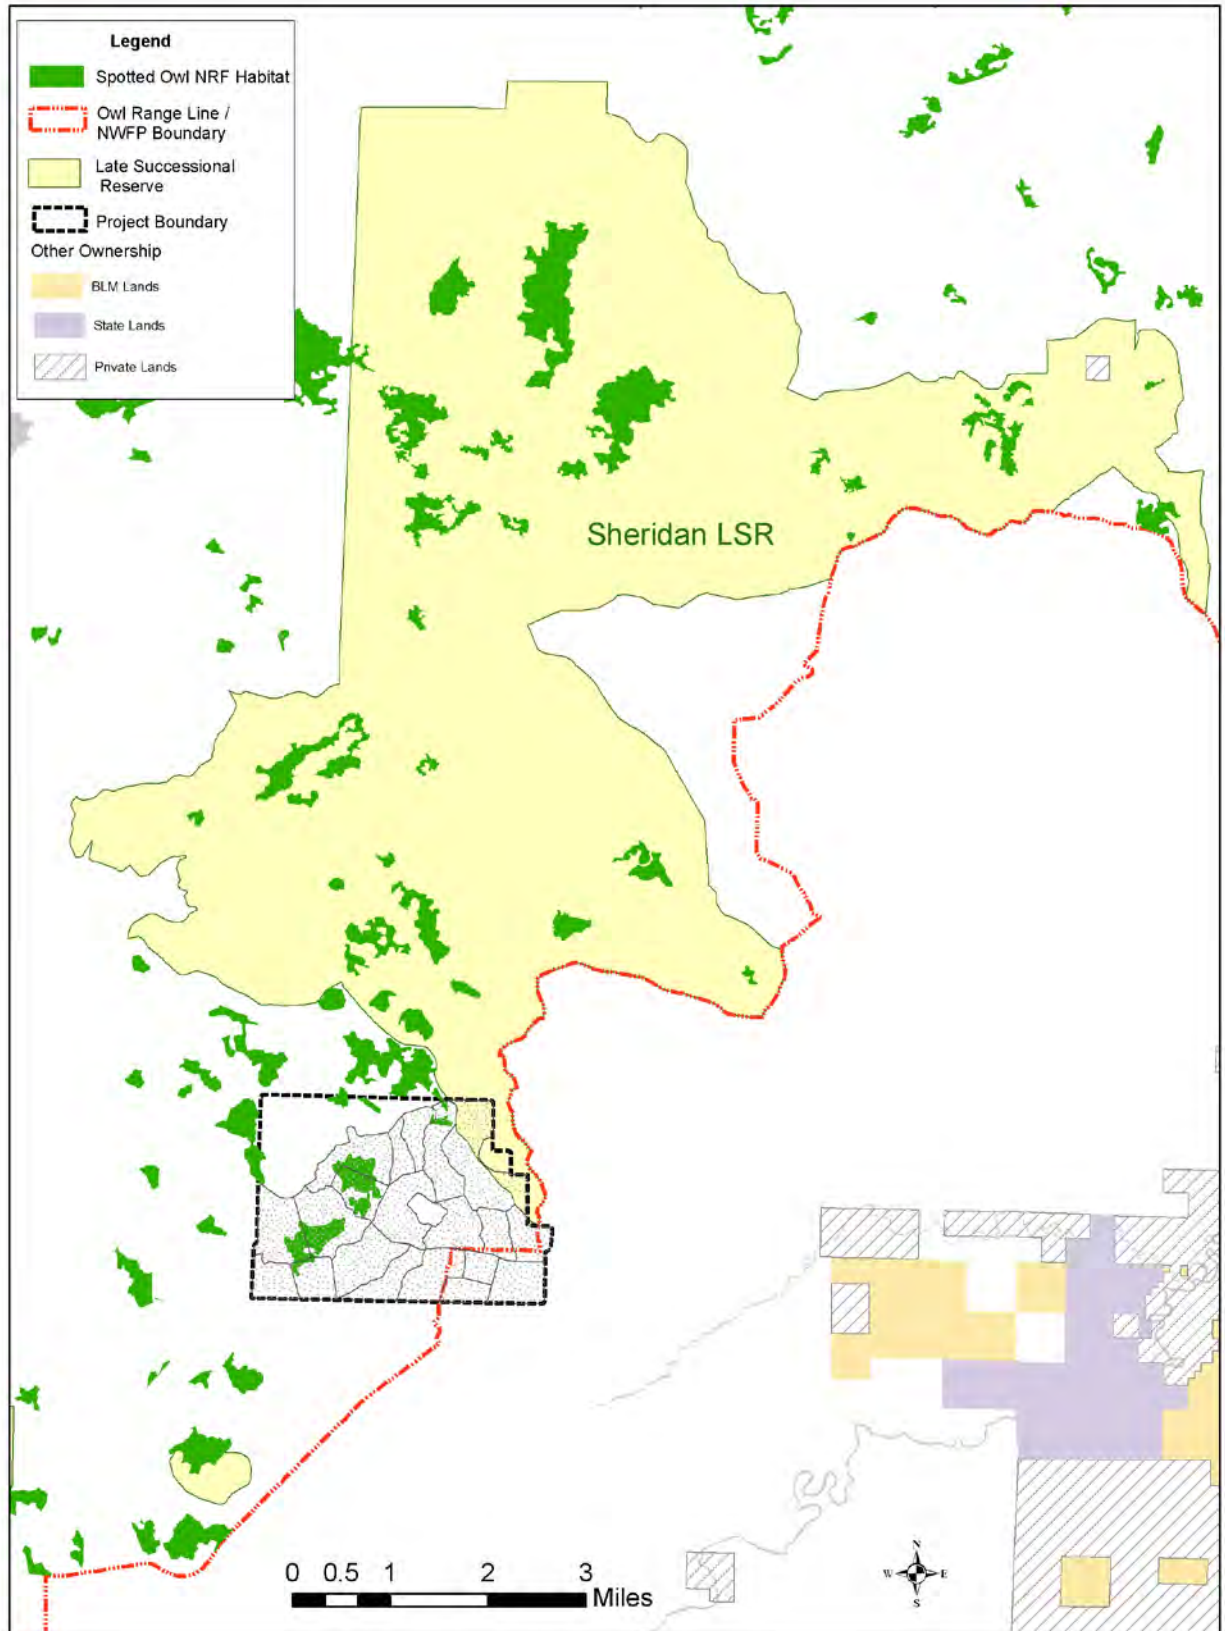 Legend
Spotted Owl NRF Habitat
Owl Range Line /
NWFP Boundary
Late Successional
Reserve
Project Boundary
Other Ownership
BLM Lands
State Lands
Private Lands
Sheridan LSR
0 0.5 1 2 3
Miles
N
W E
S